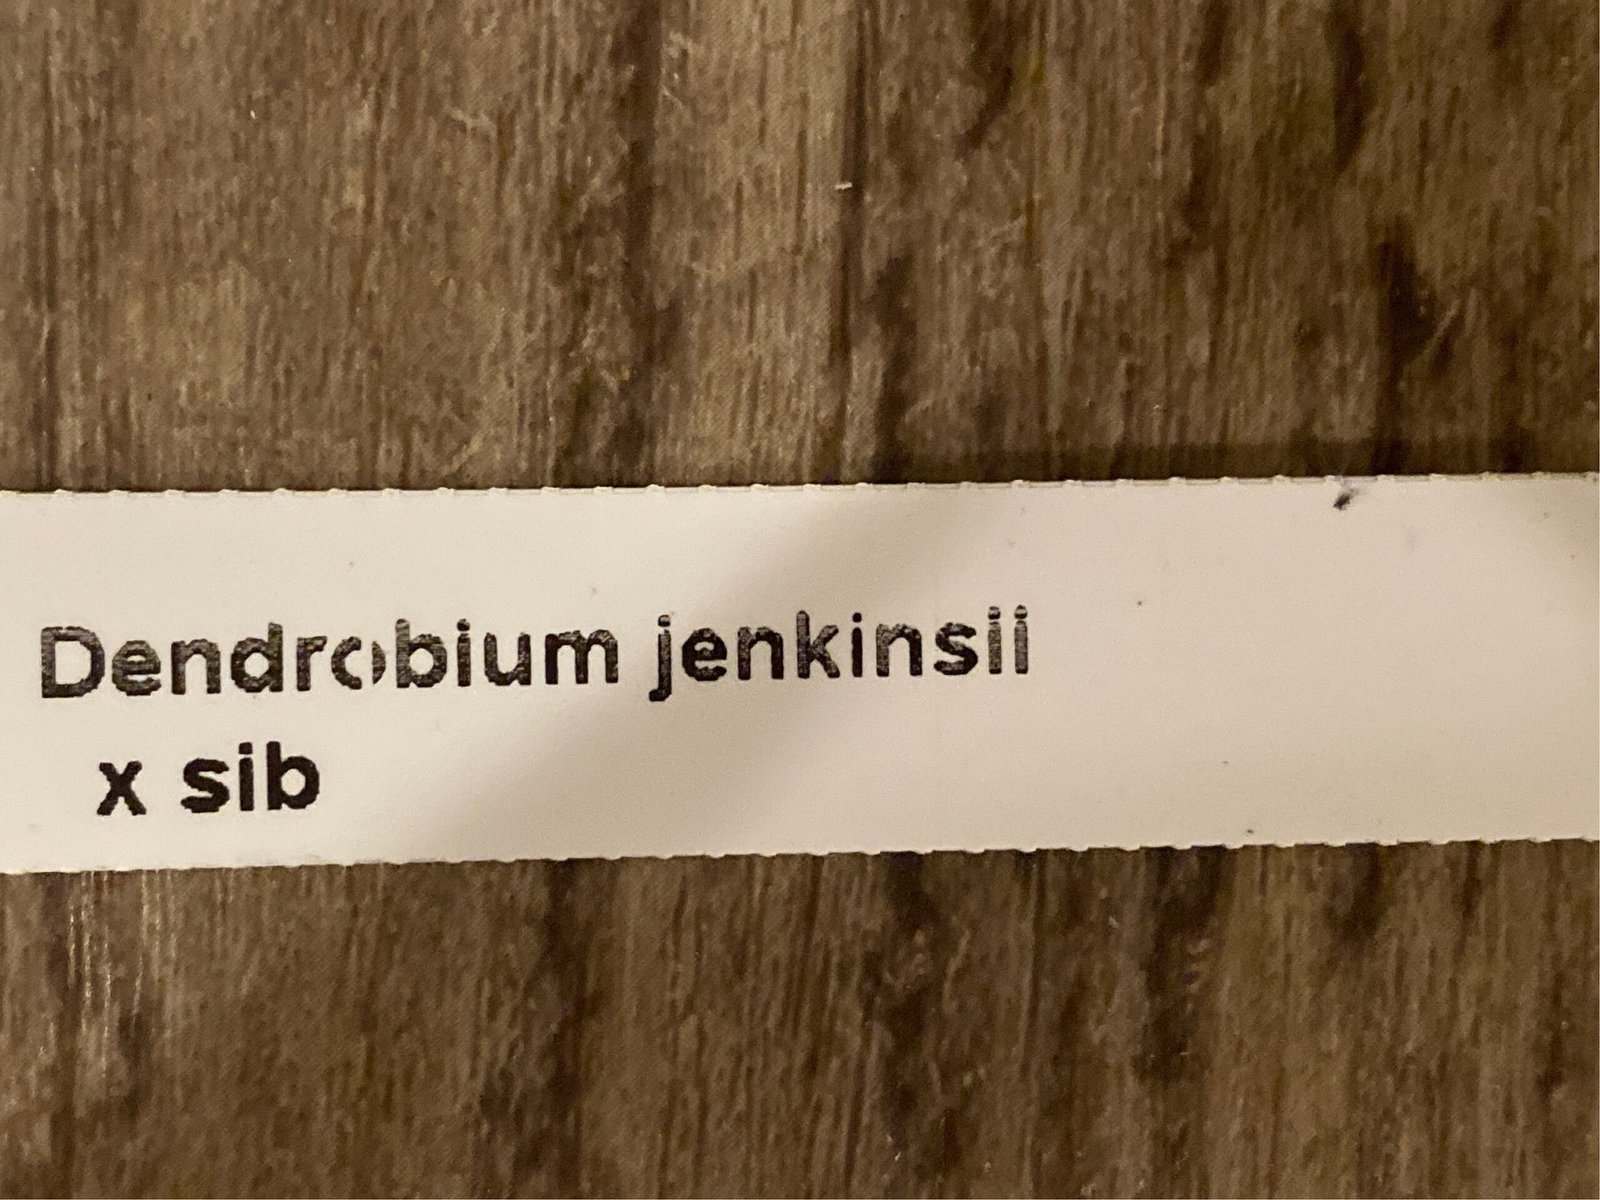 Dendrobium jenkinsii
x sib